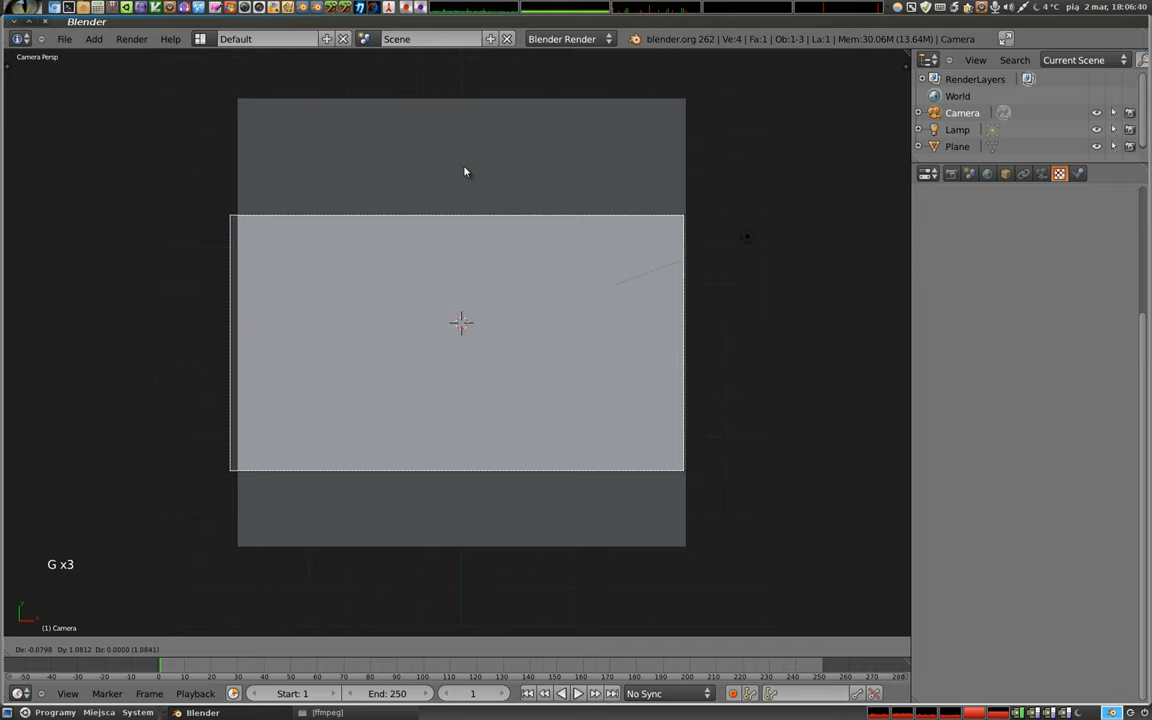 4 °C pią 2 mar, 18:06:40
Blender
File Add Render Help Default Scene Blender Render blender.org 262 | Ve:4 | Fa:1 | Ob:1-3 | La:1 | Mem:30.06M (13.64M) | Camera
Camera Persp
View Search Current Scene
RenderLayers
World
Camera
Lamp
Plane
G x3
(1) Camera
Dx: -0.0798 Dy: 1.0812 Dz: 0.0000 (1.0841)
-50 -40 -30 -20 -10 0 10 20 30 40 50 60 70 80 90 100 110 120 130 140 150 160 170 180 190 200 210 220 230 240 250 260 270 280
View Marker Frame Playback Start: 1 End: 250 1 No Sync
Programy Miejsca System Blender [ffmpeg]